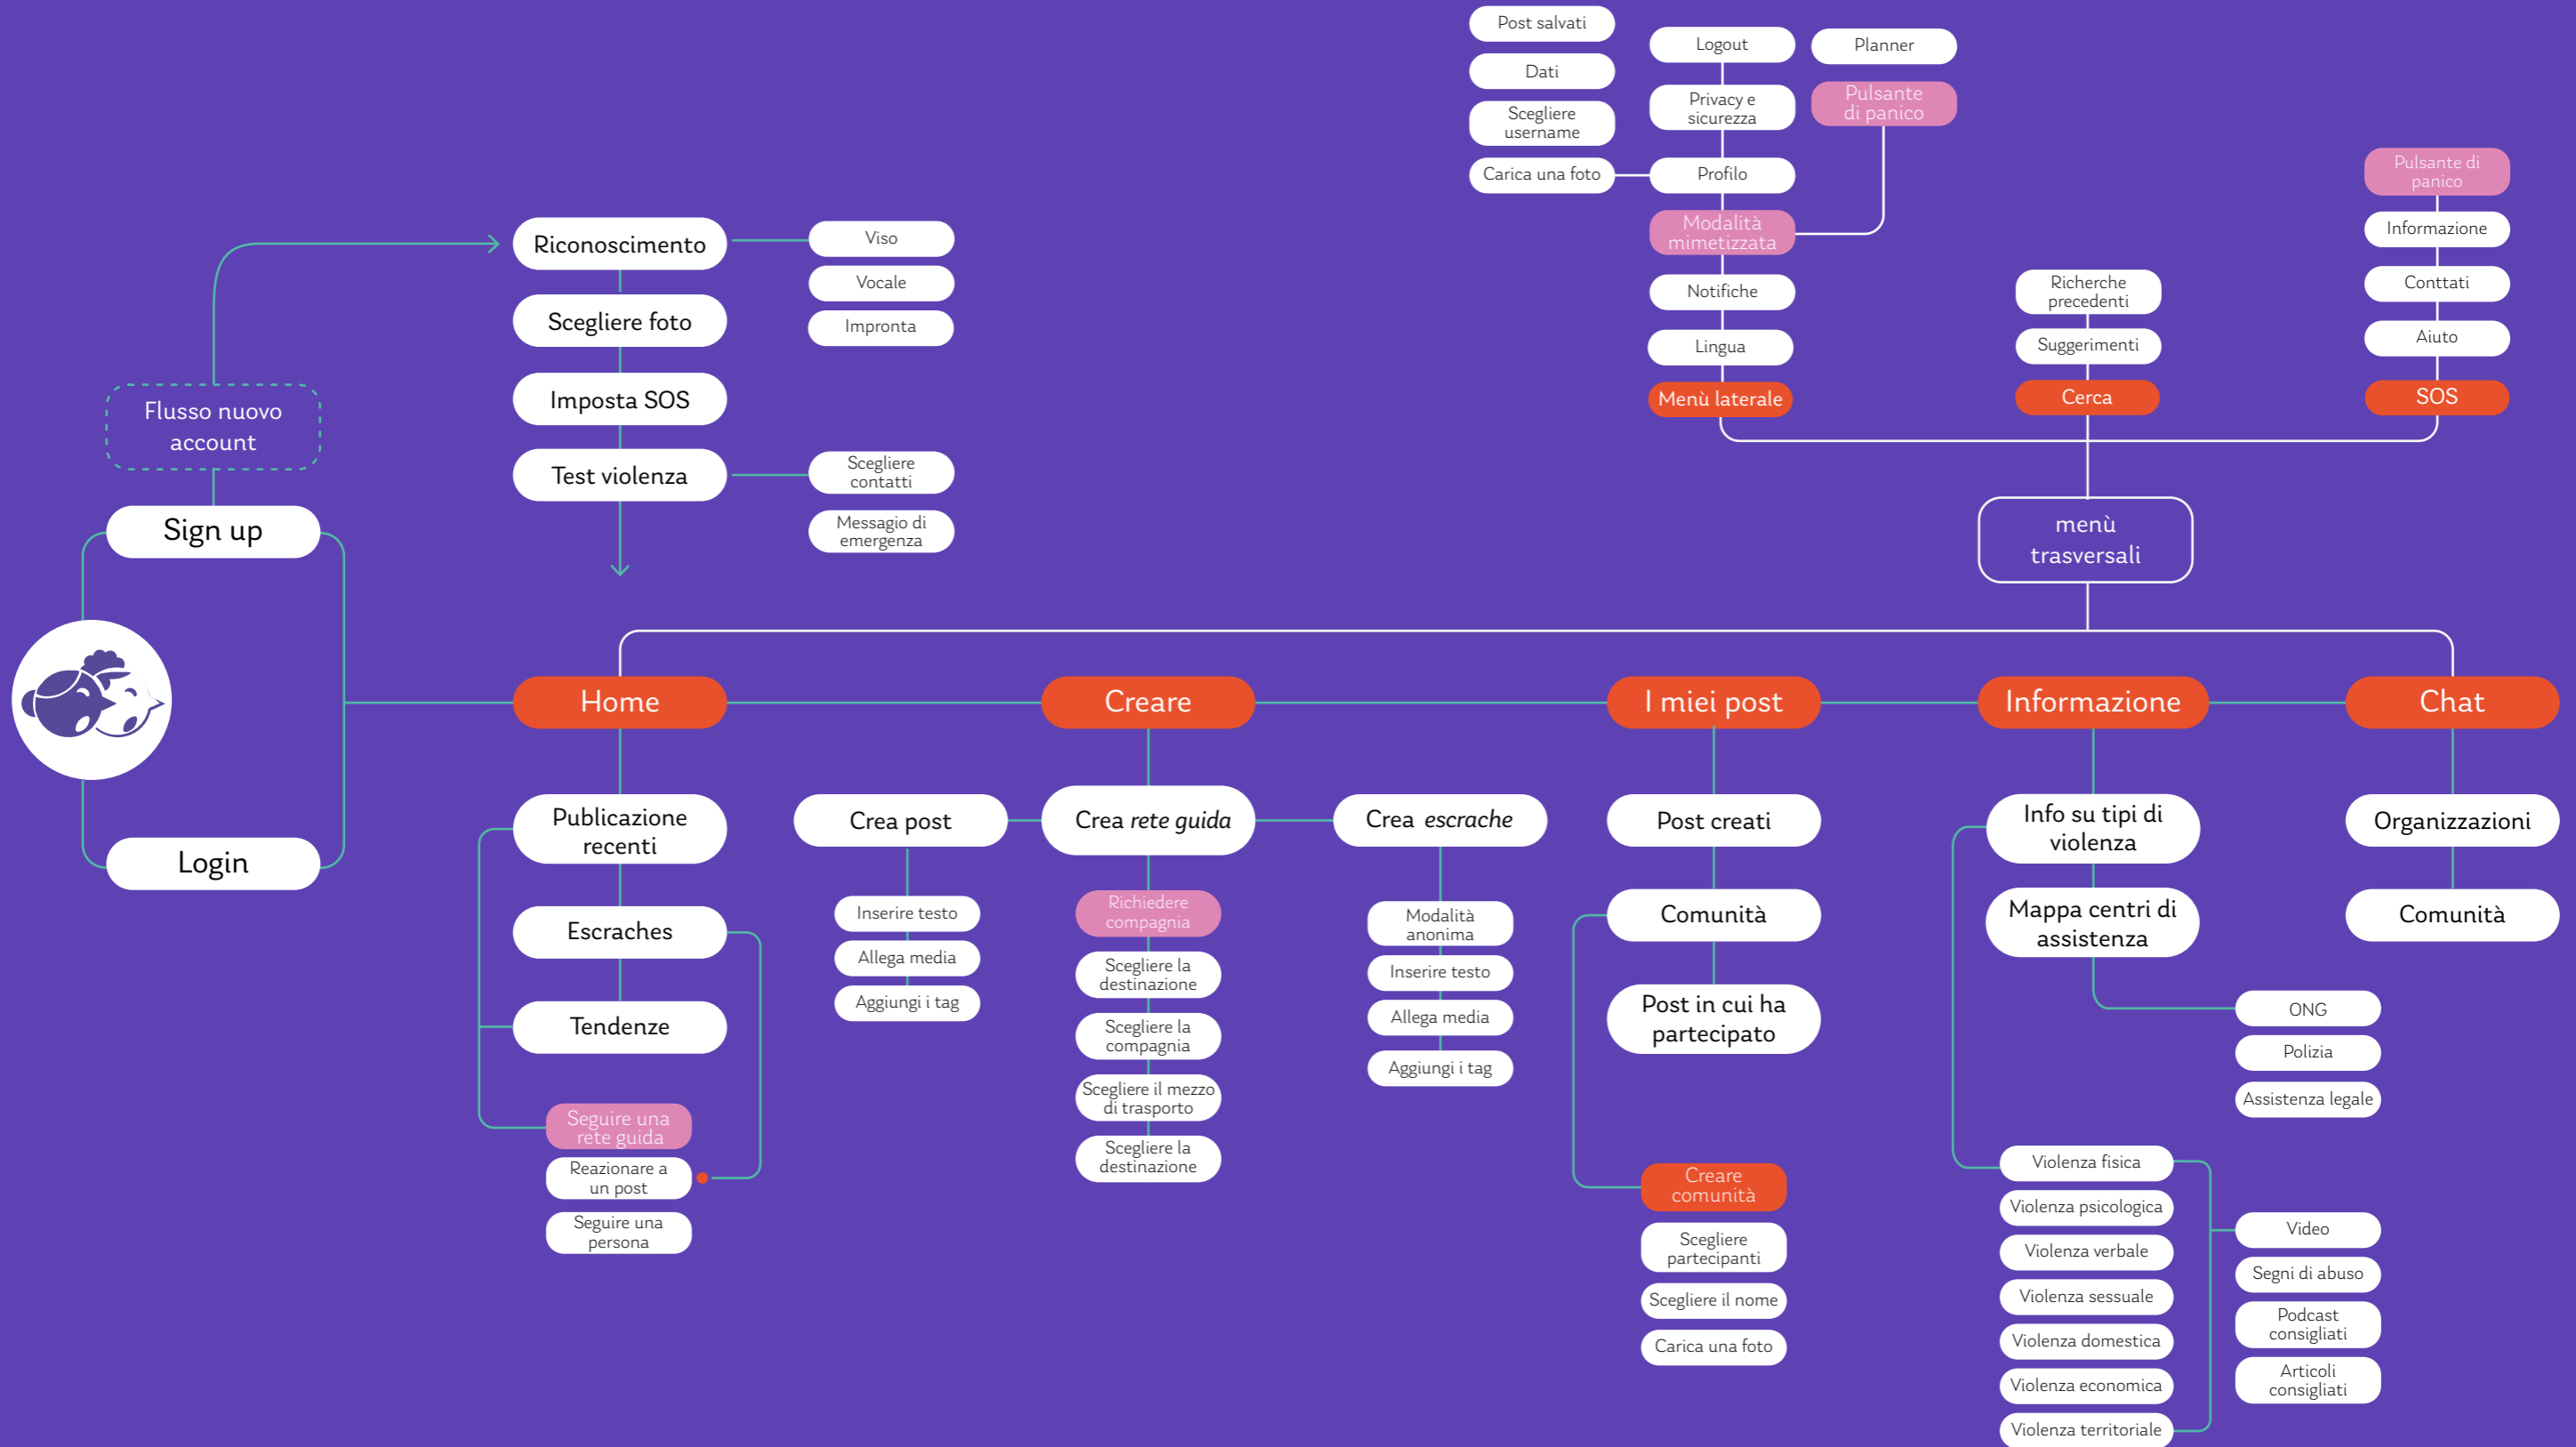 Post salvati
Dati
Scegliere
username
Carica una foto
Logout
Privacy e
sicurezza
Profilo
Modalità
mimetizzata
Notifiche
Lingua
Menù laterale
Planner
Pulsante
di panico
Richerche
precedenti
Suggerimenti
Cerca
Pulsante di
panico
Informazione
Conttati
Aiuto
SOS
menù
trasversali
Riconoscimento
Viso
Vocale
Impronta
Scegliere foto
Imposta SOS
Test violenza
Scegliere
contatti
Messagio di
emergenza
Flusso nuovo
account
Sign up
Login
Home
Publicazione
recenti
Escraches
Tendenze
Seguire una
rete guida
Reazionare a
un post
Seguire una
persona
Creare
Crea post
Inserire testo
Allega media
Aggiungi i tag
Crea rete guida
Richiedere
compagnia
Scegliere la
destinazione
Scegliere la
compagnia
Scegliere il mezzo
di trasporto
Scegliere la
destinazione
Crea escrache
Modalità
anonima
Inserire testo
Allega media
Aggiungi i tag
I miei post
Post creati
Comunità
Post in cui ha
partecipato
Creare
comunità
Scegliere
partecipanti
Scegliere il nome
Carica una foto
Informazione
Info su tipi di
violenza
Mappa centri di
assistenza
ONG
Polizia
Assistenza legale
Violenza fisica
Violenza psicologica
Violenza verbale
Violenza sessuale
Violenza domestica
Violenza economica
Violenza territoriale
Video
Segni di abuso
Podcast
consigliati
Articoli
consigliati
Chat
Organizzazioni
Comunità